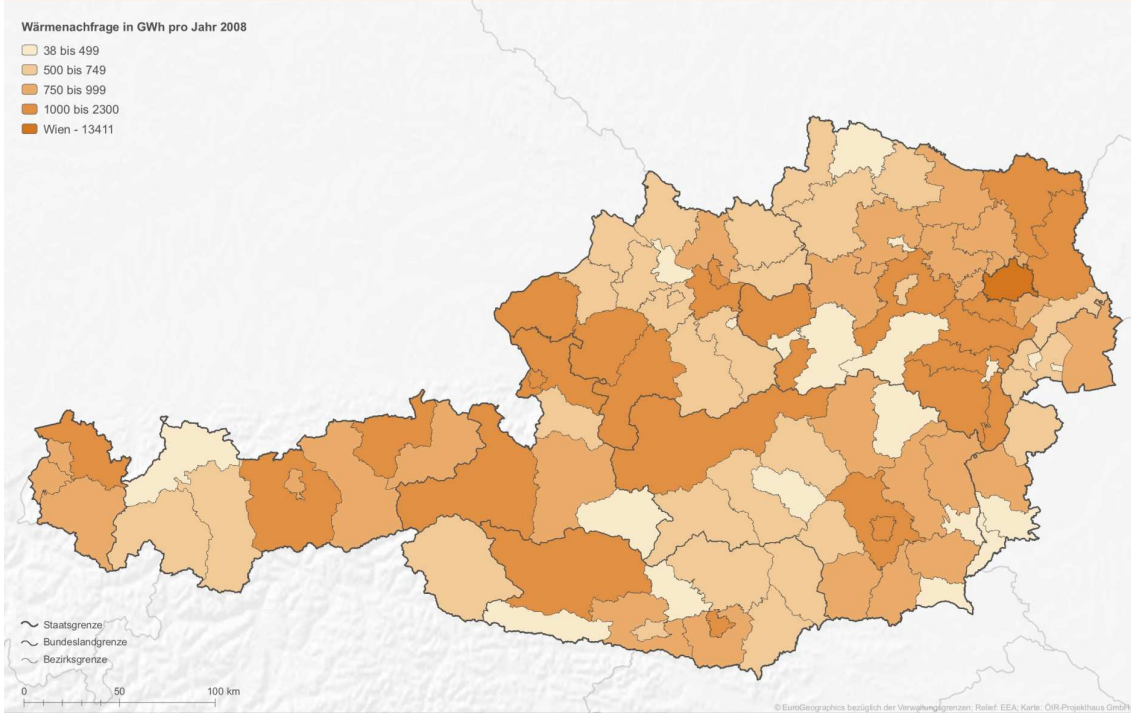 Wärmenachfrage in GWh pro Jahr 2008
38 bis 499
500 bis 749
750 bis 999
1000 bis 2300
Wien - 13411
Staatsgrenze
Bundeslandgrenze
Bezirksgrenze
0 50 100 km
© EuroGeographics bezüglich der Verwaltungsgrenzen; Relief: EEA; Karte: ÖIR-Projekthaus GmbH